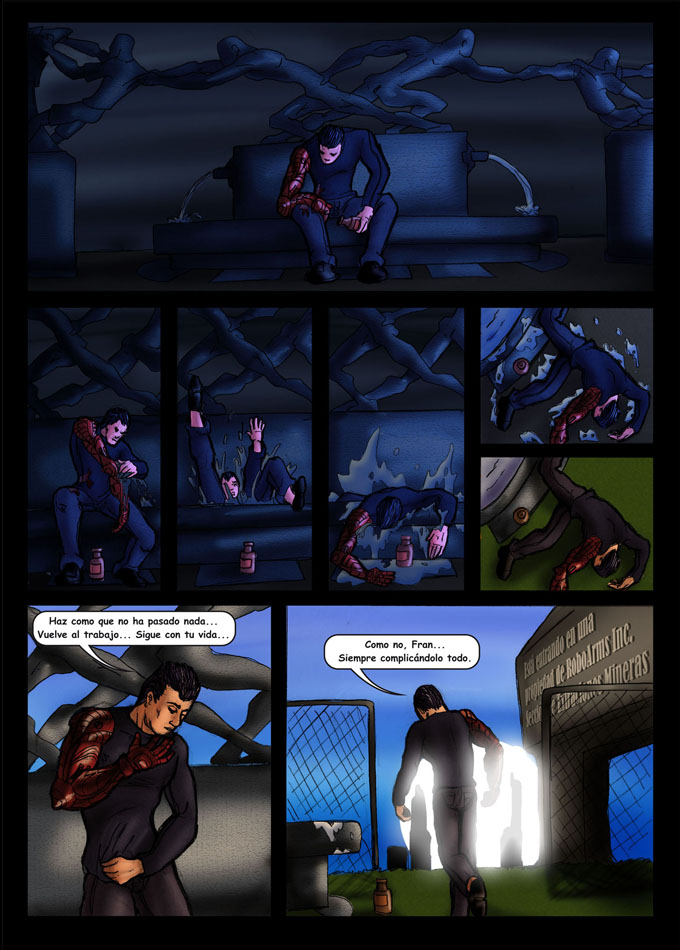 Haz como que no ha pasado nada...
Vuelve al trabajo... Sigue con tu vida...
Como no, Fran...
Siempre complicándolo todo.
Está entrando en una
propiedad de RoboArms Inc.
Mineras